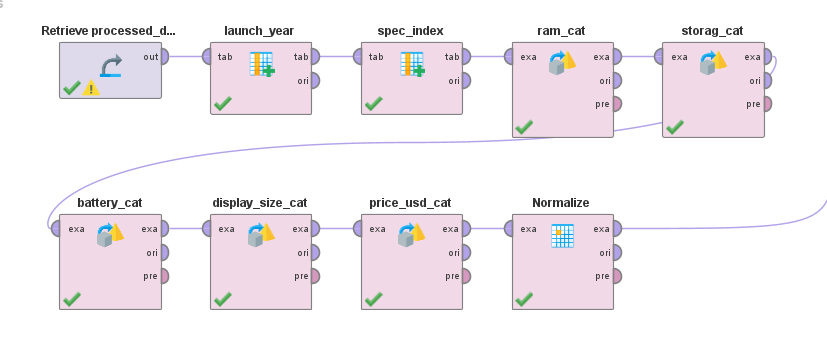 s
Retrieve processed_d... launch_year spec_index ram_cat storag_cat
out tab tab tab tab exa exa exa exa
ori ori ori ori
pre pre
battery_cat display_size_cat price_usd_cat Normalize
exa exa exa exa exa exa exa exa
ori ori ori ori
pre pre pre pre